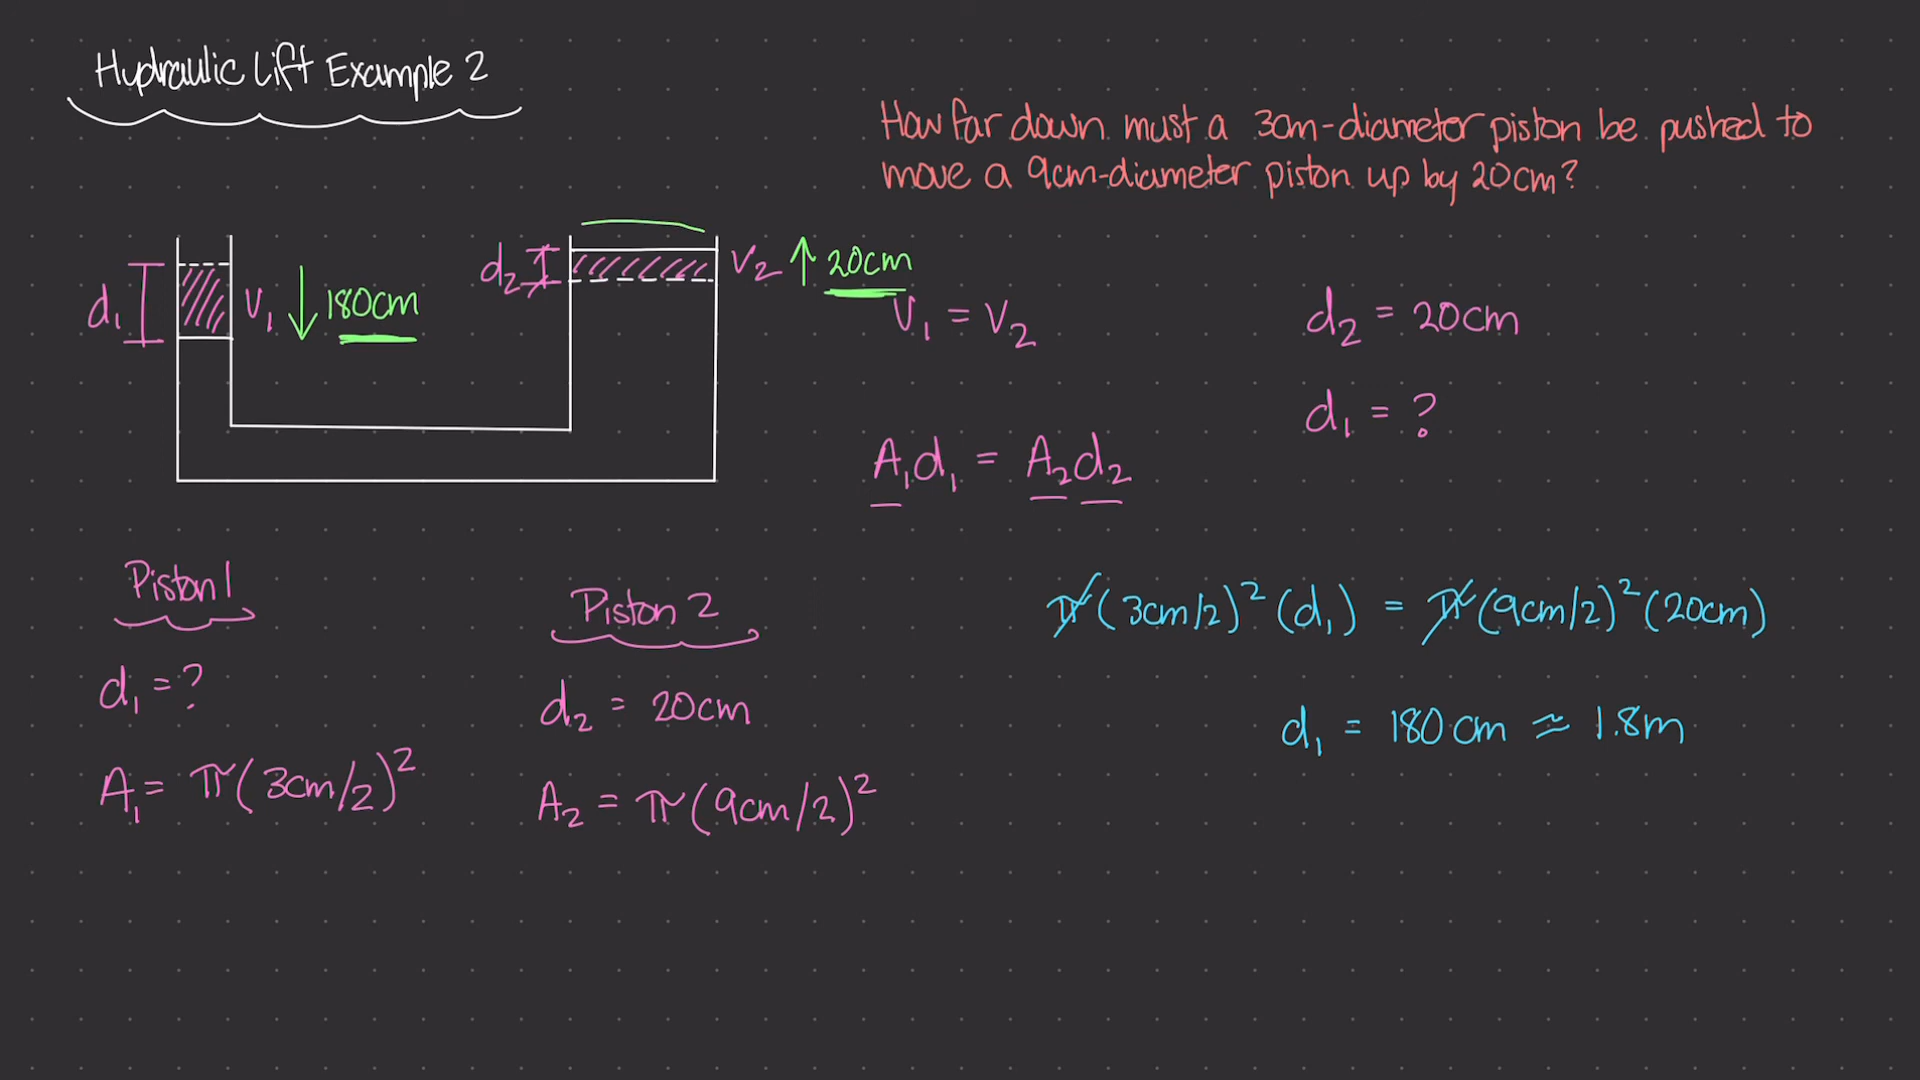 Hydraulic Lift Example 2
How far down must a 3cm-diameter piston be pushed to
move a 9cm-diameter piston up by 20cm?
d₁
V₁ ↓ 180cm
d₂
V₂ ↑ 20cm
V₁ = V₂
d₂ = 20cm
d₁ = ?
A₁d₁ = A₂d₂
Piston 1
d₁ = ?
A₁ = π(3cm/2)²
Piston 2
d₂ = 20cm
A₂ = π(9cm/2)²
π(3cm/2)²(d₁) = π(9cm/2)²(20cm)
d₁ = 180cm ≈ 1.8m